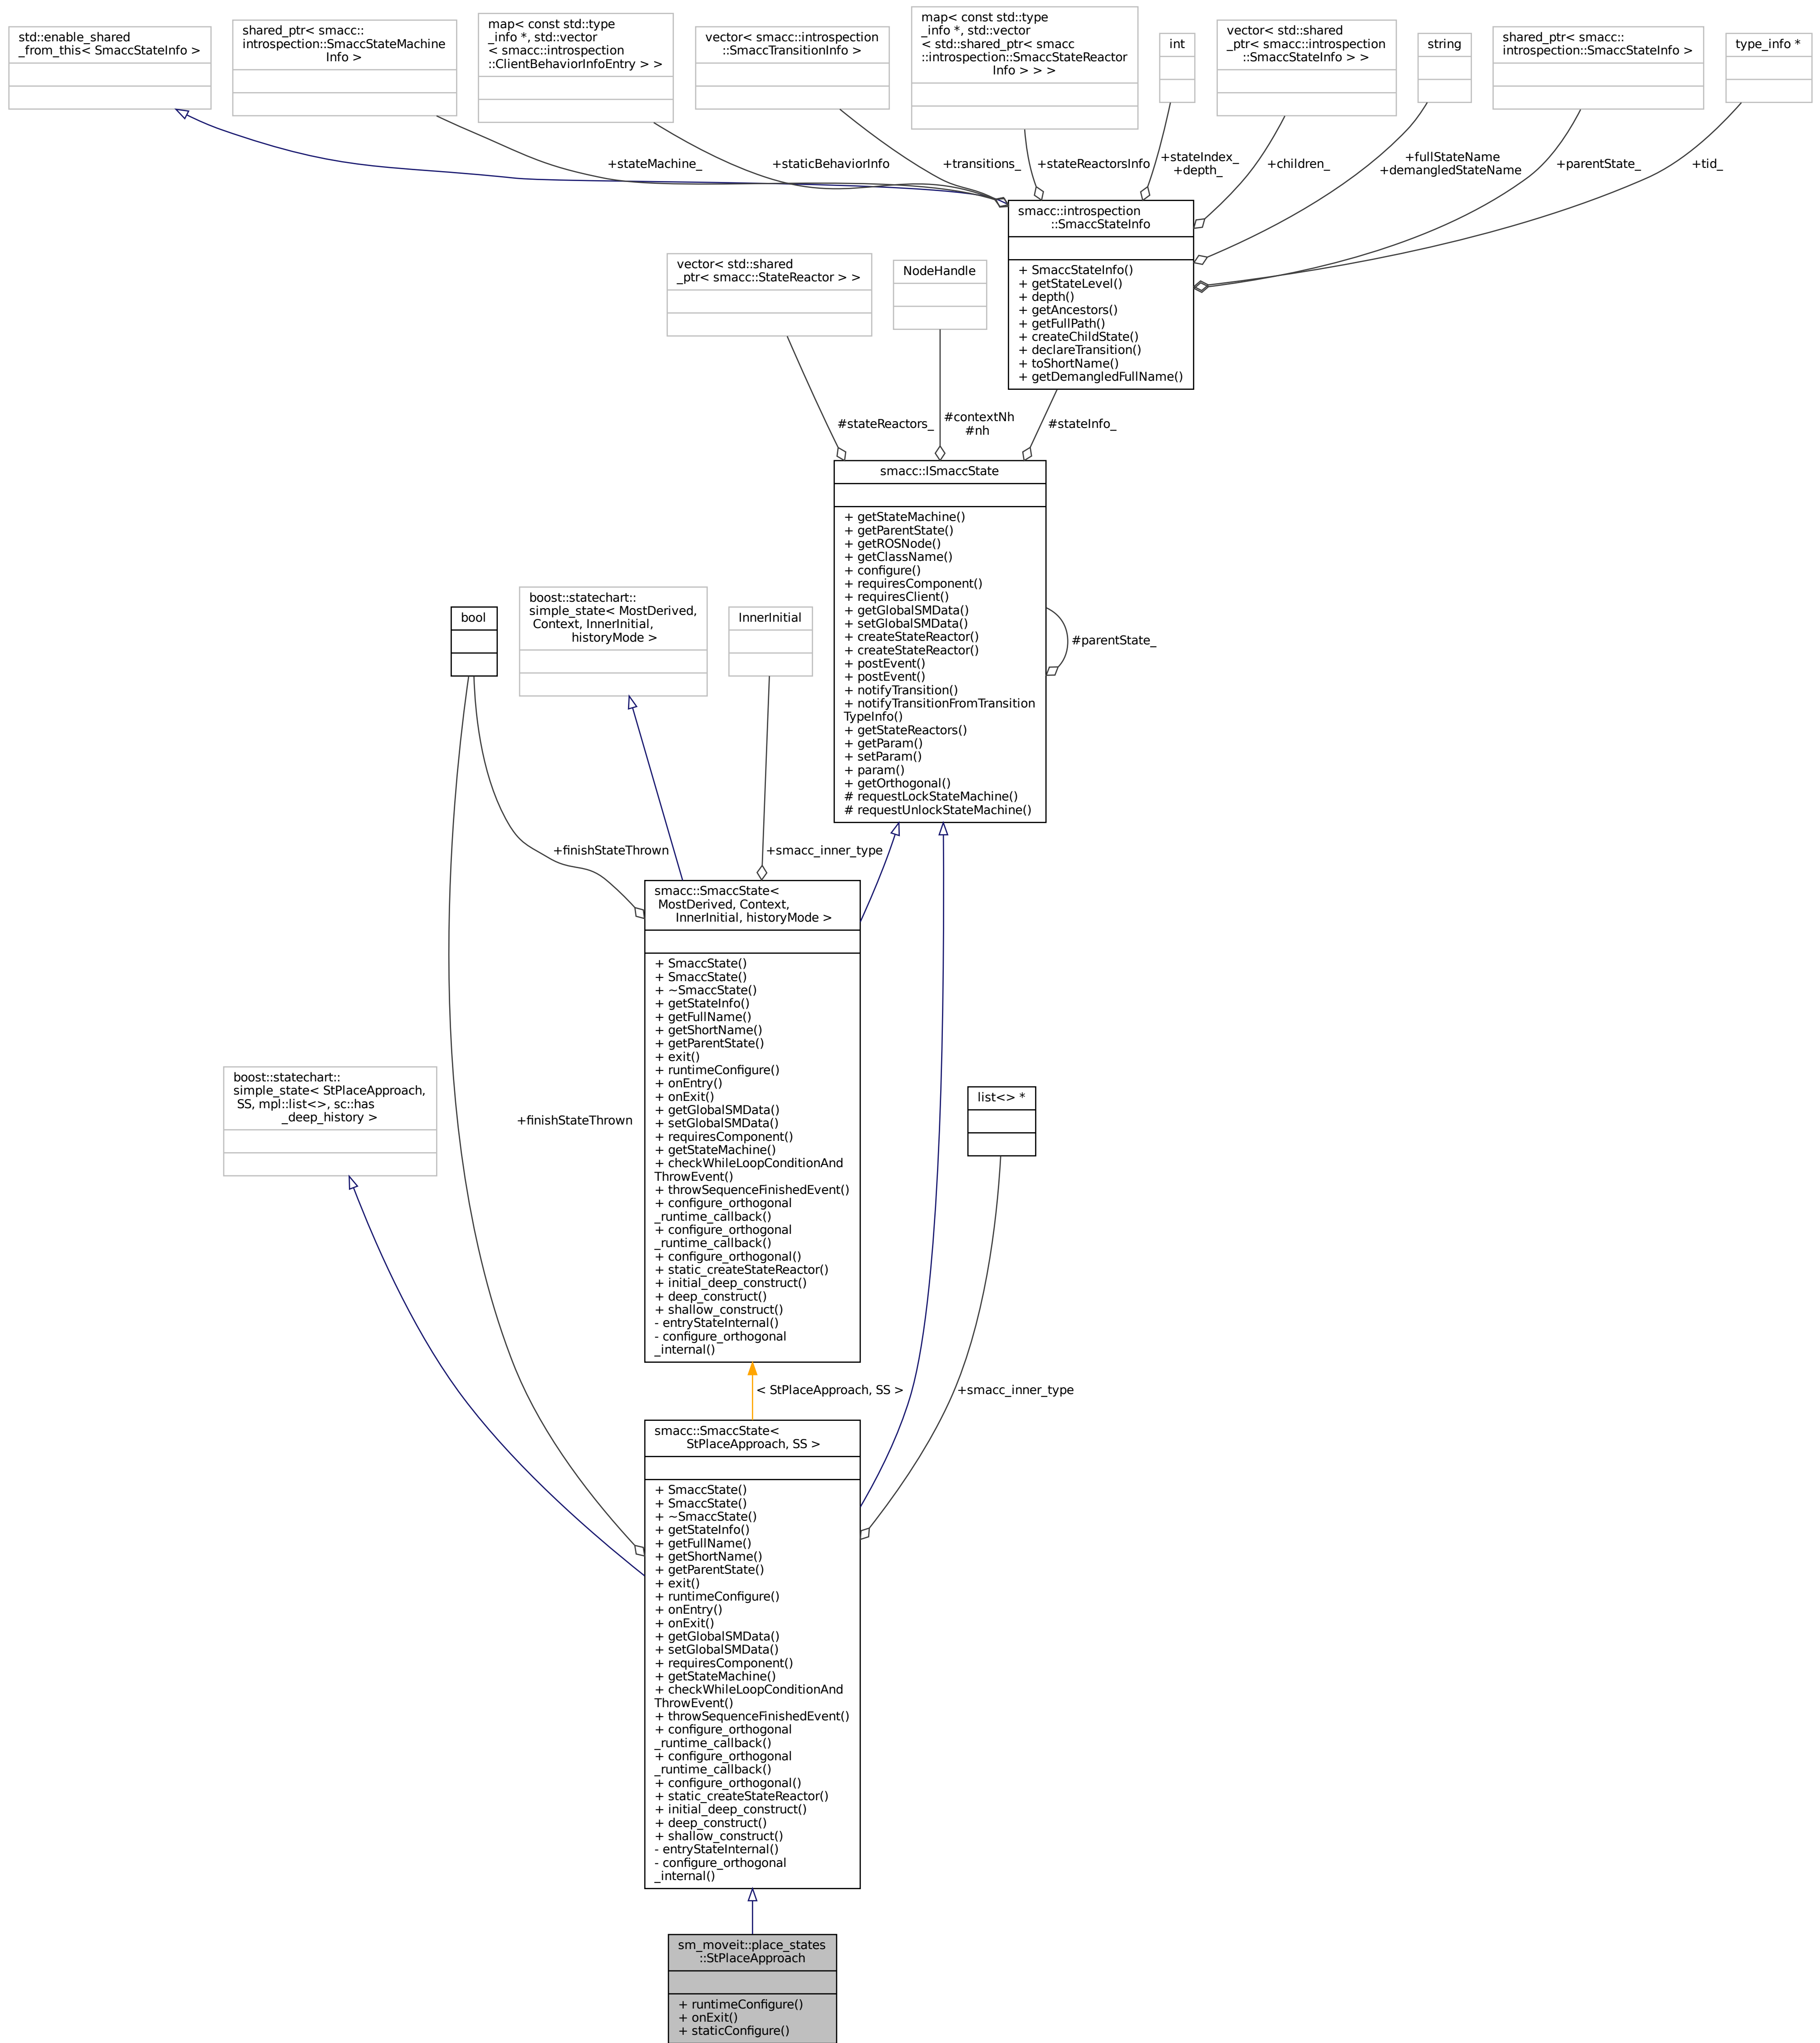 std::enable_shared
_from_this< SmaccStateInfo >
shared_ptr< smacc::
introspection::SmaccStateMachine
Info >
map< const std::type
_info *, std::vector
< smacc::introspection
::ClientBehaviorInfoEntry > >
vector< smacc::introspection
::SmaccTransitionInfo >
map< const std::type
_info *, std::vector
< std::shared_ptr< smacc
::introspection::SmaccStateReactor
Info > > >
int
vector< std::shared
_ptr< smacc::introspection
::SmaccStateInfo > >
string
shared_ptr< smacc::
introspection::SmaccStateInfo >
type_info *
+stateMachine_
+staticBehaviorInfo
+transitions_
+stateReactorsInfo
+stateIndex_
+depth_
+children_
+fullStateName
+demangledStateName
+parentState_
+tid_
smacc::introspection
::SmaccStateInfo
+ SmaccStateInfo()
+ getStateLevel()
+ depth()
+ getAncestors()
+ getFullPath()
+ createChildState()
+ declareTransition()
+ toShortName()
+ getDemangledFullName()
vector< std::shared
_ptr< smacc::StateReactor > >
NodeHandle
#stateReactors_
#contextNh
#nh
#stateInfo_
smacc::ISmaccState
+ getStateMachine()
+ getParentState()
+ getROSNode()
+ getClassName()
+ configure()
+ requiresComponent()
+ requiresClient()
+ getGlobalSMData()
+ setGlobalSMData()
+ createStateReactor()
+ createStateReactor()
+ postEvent()
+ postEvent()
+ notifyTransition()
+ notifyTransitionFromTransition
TypeInfo()
+ getStateReactors()
+ getParam()
+ setParam()
+ param()
+ getOrthogonal()
# requestLockStateMachine()
# requestUnlockStateMachine()
#parentState_
bool
boost::statechart::
simple_state< MostDerived,
Context, InnerInitial,
historyMode >
InnerInitial
+finishStateThrown
+smacc_inner_type
smacc::SmaccState<
MostDerived, Context,
InnerInitial, historyMode >
+ SmaccState()
+ SmaccState()
+ ~SmaccState()
+ getStateInfo()
+ getFullName()
+ getShortName()
+ getParentState()
+ exit()
+ runtimeConfigure()
+ onEntry()
+ onExit()
+ getGlobalSMData()
+ setGlobalSMData()
+ requiresComponent()
+ getStateMachine()
+ checkWhileLoopConditionAnd
ThrowEvent()
+ throwSequenceFinishedEvent()
+ configure_orthogonal
_runtime_callback()
+ configure_orthogonal
_runtime_callback()
+ configure_orthogonal()
+ static_createStateReactor()
+ initial_deep_construct()
+ deep_construct()
+ shallow_construct()
- entryStateInternal()
- configure_orthogonal
_internal()
boost::statechart::
simple_state< StPlaceApproach,
SS, mpl::list<>, sc::has
_deep_history >
+finishStateThrown
list<> *
< StPlaceApproach, SS >
+smacc_inner_type
smacc::SmaccState<
StPlaceApproach, SS >
+ SmaccState()
+ SmaccState()
+ ~SmaccState()
+ getStateInfo()
+ getFullName()
+ getShortName()
+ getParentState()
+ exit()
+ runtimeConfigure()
+ onEntry()
+ onExit()
+ getGlobalSMData()
+ setGlobalSMData()
+ requiresComponent()
+ getStateMachine()
+ checkWhileLoopConditionAnd
ThrowEvent()
+ throwSequenceFinishedEvent()
+ configure_orthogonal
_runtime_callback()
+ configure_orthogonal
_runtime_callback()
+ configure_orthogonal()
+ static_createStateReactor()
+ initial_deep_construct()
+ deep_construct()
+ shallow_construct()
- entryStateInternal()
- configure_orthogonal
_internal()
sm_moveit::place_states
::StPlaceApproach
+ runtimeConfigure()
+ onExit()
+ staticConfigure()